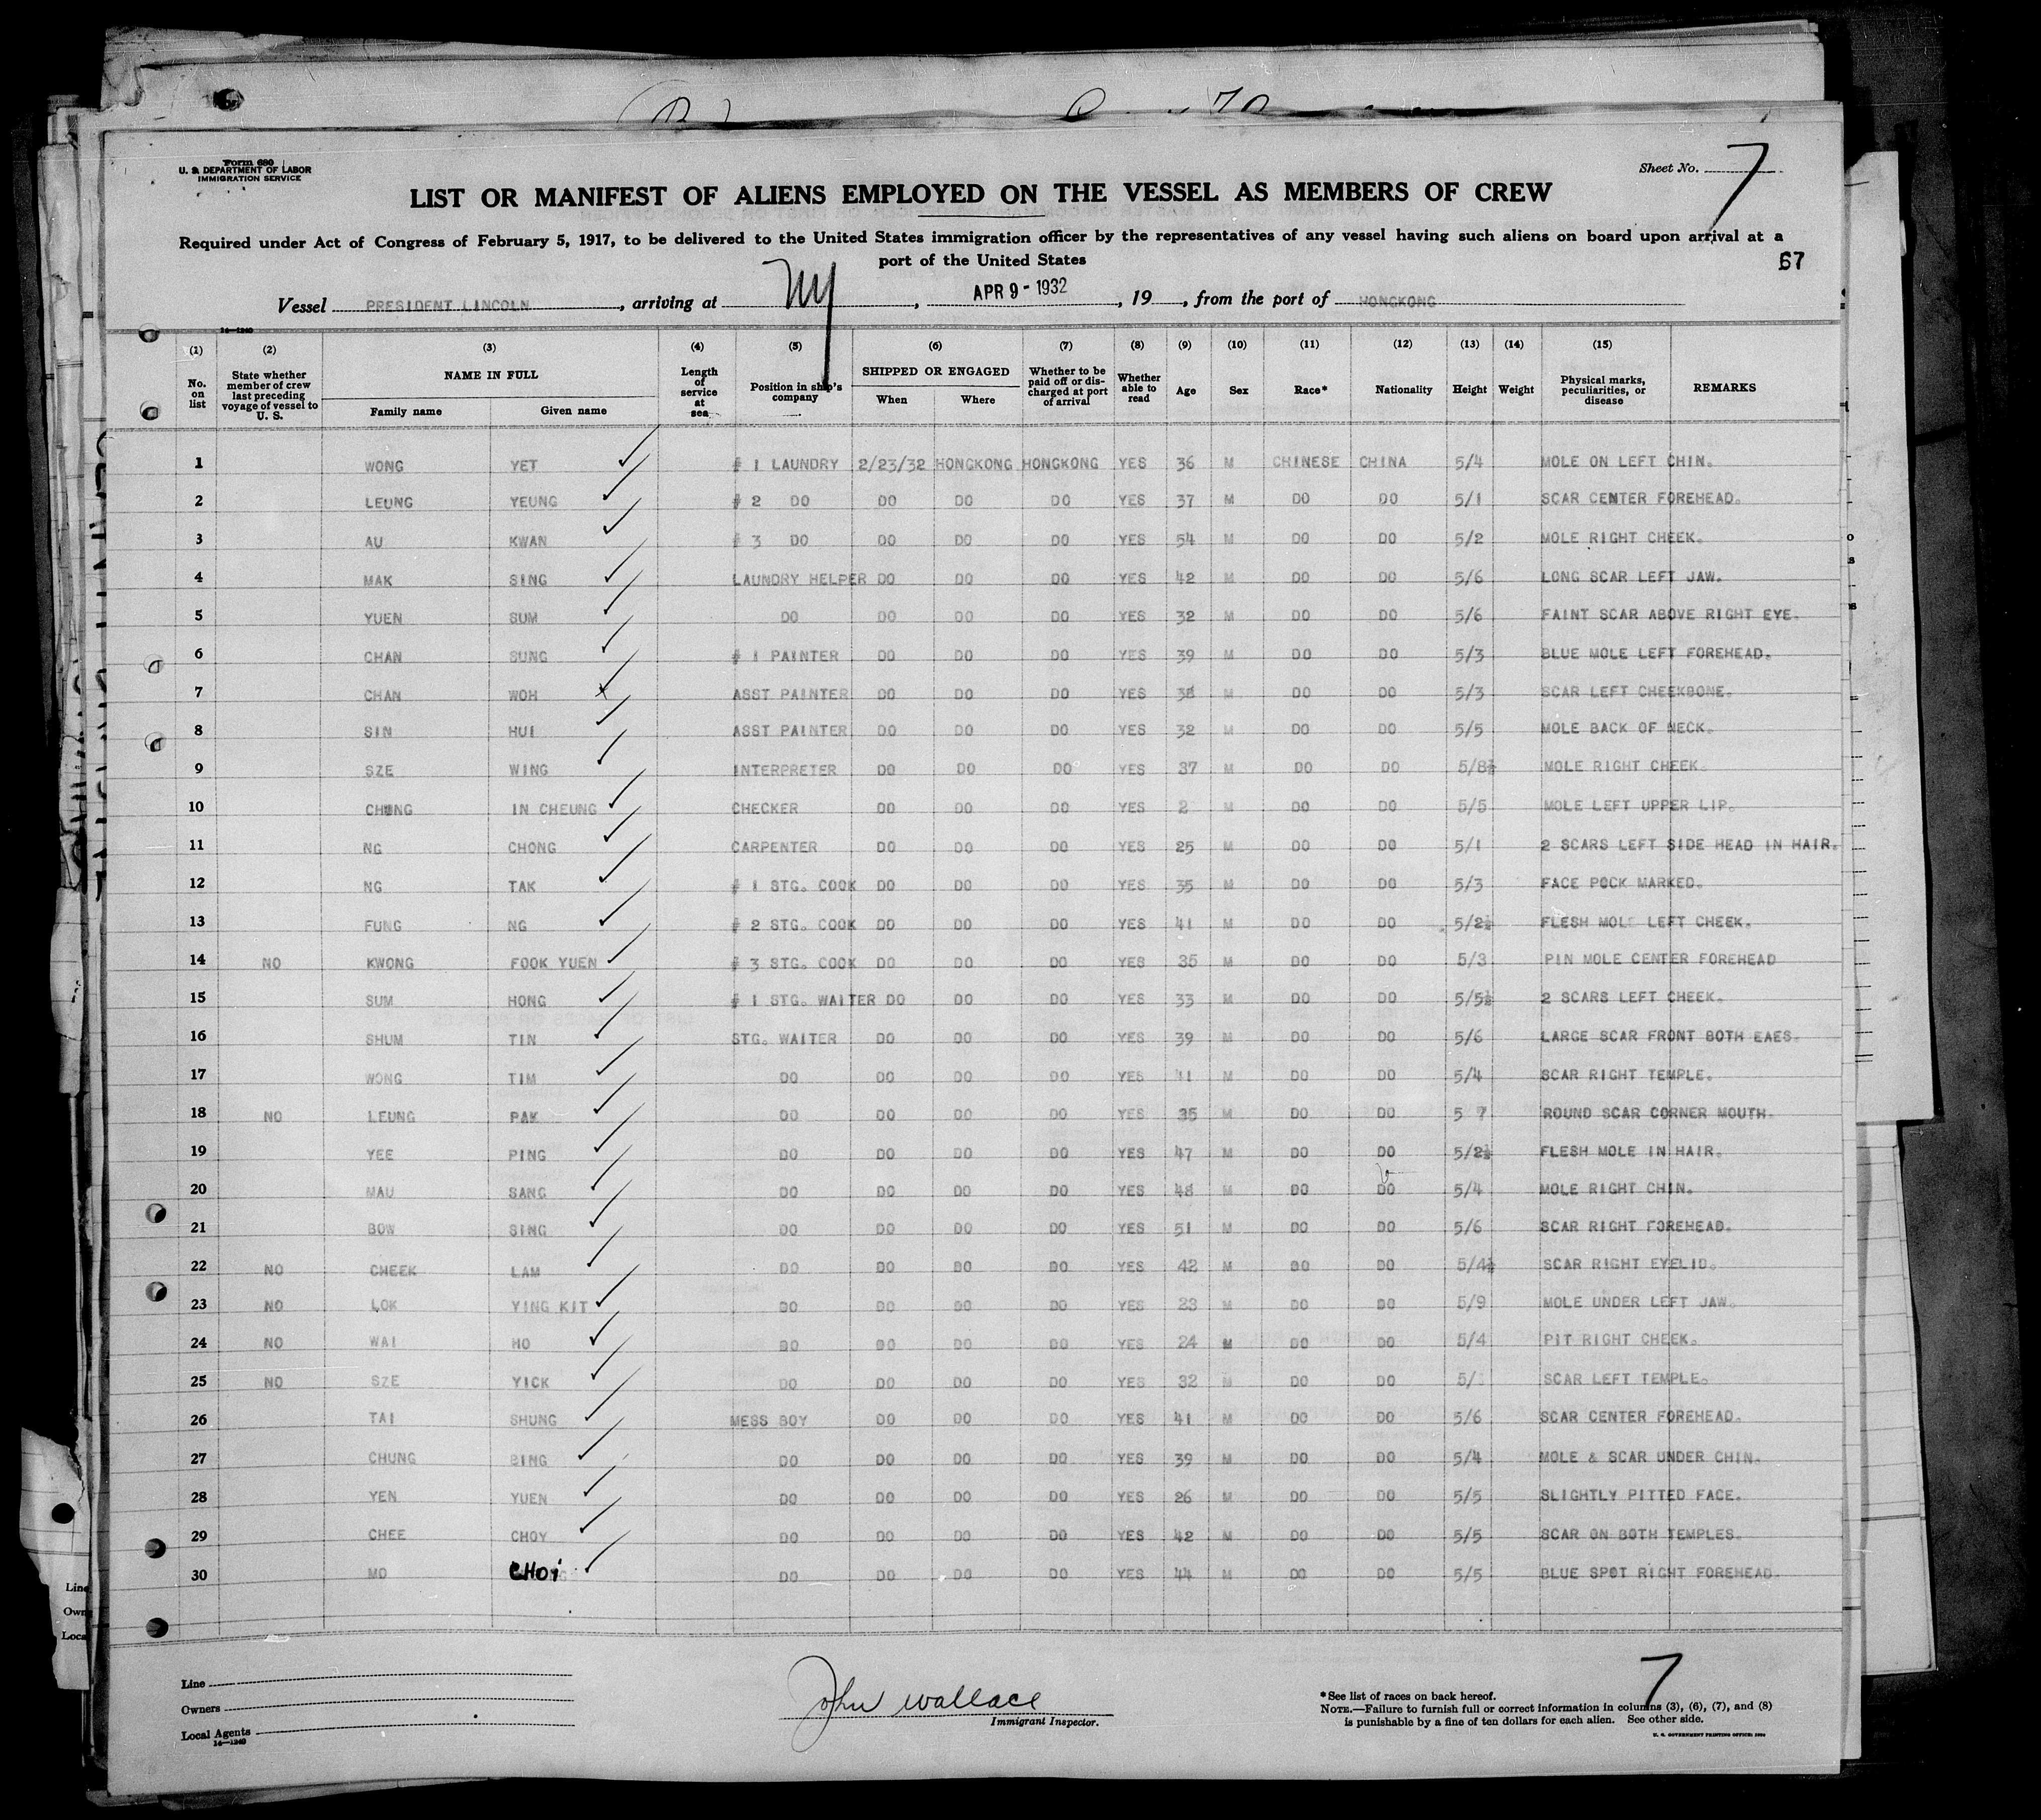 Form 680
U. S. DEPARTMENT OF LABOR
IMMIGRATION SERVICE
Sheet No. 7
LIST OR MANIFEST OF ALIENS EMPLOYED ON THE VESSEL AS MEMBERS OF CREW
Required under Act of Congress of February 5, 1917, to be delivered to the United States immigration officer by the representatives of any vessel having such aliens on board upon arrival at a
port of the United States
67
Vessel PRESIDENT LINCOLN, arriving at NY, APR 9 - 1932, 19, from the port of HONGKONG
14—1240
(1) (2) (3) (4) (5) (6) (7) (8) (9) (10) (11) (12) (13) (14) (15)
No. on list State whether member of crew last preceding voyage of vessel to U. S. NAME IN FULL Family name Given name Length of service at sea Position in ship's company SHIPPED OR ENGAGED When Where Whether to be paid off or discharged at port of arrival Whether able to read Age Sex Race* Nationality Height Weight Physical marks, peculiarities, or disease REMARKS
1 WONG YET # 1 LAUNDRY 2/23/32 HONGKONG HONGKONG YES 36 M CHINESE CHINA 5/4 MOLE ON LEFT CHIN.
2 LEUNG YEUNG # 2 DO DO DO DO YES 37 M DO DO 5/1 SCAR CENTER FOREHEAD.
3 AU KWAN # 3 DO DO DO DO YES 54 M DO DO 5/2 MOLE RIGHT CHEEK.
4 MAK SING LAUNDRY HELPER DO DO DO YES 42 M DO DO 5/6 LONG SCAR LEFT JAW.
5 YUEN SUM DO DO DO DO YES 32 M DO DO 5/6 FAINT SCAR ABOVE RIGHT EYE.
6 CHAN SUNG # 1 PAINTER DO DO DO YES 39 M DO DO 5/3 BLUE MOLE LEFT FOREHEAD.
7 CHAN WOH ASST PAINTER DO DO DO YES 38 M DO DO 5/3 SCAR LEFT CHEEKBONE.
8 SIN HUI ASST PAINTER DO DO DO YES 32 M DO DO 5/5 MOLE BACK OF NECK.
9 SZE WING INTERPRETER DO DO DO YES 37 M DO DO 5/8½ MOLE RIGHT CHEEK.
10 CHUNG IN CHEUNG CHECKER DO DO DO YES 2 M DO DO 5/5 MOLE LEFT UPPER LIP.
11 NG CHONG CARPENTER DO DO DO YES 25 M DO DO 5/1 2 SCARS LEFT SIDE HEAD IN HAIR.
12 NG TAK # 1 STG. COOK DO DO DO YES 35 M DO DO 5/3 FACE POCK MARKED.
13 FUNG NG # 2 STG. COOK DO DO DO YES 41 M DO DO 5/2½ FLESH MOLE LEFT CHEEK.
14 NO KWONG FOOK YUEN # 3 STG. COOK DO DO DO YES 35 M DO DO 5/3 PIN MOLE CENTER FOREHEAD
15 SUM HONG # 1 STG. WAITER DO DO DO YES 33 M DO DO 5/5½ 2 SCARS LEFT CHEEK.
16 SHUM TIN STG. WAITER DO DO DO YES 39 M DO DO 5/6 LARGE SCAR FRONT BOTH EAES.
17 WONG TIM DO DO DO DO YES 41 M DO DO 5/4 SCAR RIGHT TEMPLE.
18 NO LEUNG PAK DO DO DO DO YES 35 M DO DO 5 7 ROUND SCAR CORNER MOUTH.
19 YEE PING DO DO DO DO YES 47 M DO DO 5/2½ FLESH MOLE IN HAIR.
20 MAU SANG DO DO DO DO YES 48 M DO DO 5/4 MOLE RIGHT CHIN.
21 BOW SING DO DO DO DO YES 51 M DO DO 5/6 SCAR RIGHT FOREHEAD.
22 NO CHEEK LAM DO DO DO DO YES 42 M DO DO 5/4½ SCAR RIGHT EYELID.
23 NO LOK YING KIT DO DO DO DO YES 23 M DO DO 5/9 MOLE UNDER LEFT JAW.
24 NO WAI HO DO DO DO DO YES 24 M DO DO 5/4 PIT RIGHT CHEEK.
25 NO SZE YICK DO DO DO DO YES 32 M DO DO 5/ SCAR LEFT TEMPLE.
26 TAI SHUNG MESS BOY DO DO DO YES 41 M DO DO 5/6 SCAR CENTER FOREHEAD.
27 CHUNG BING DO DO DO DO YES 39 M DO DO 5/4 MOLE & SCAR UNDER CHIN.
28 YEN YUEN DO DO DO DO YES 26 M DO DO 5/5 SLIGHTLY PITTED FACE.
29 CHEE CHOY DO DO DO DO YES 42 M DO DO 5/5 SCAR ON BOTH TEMPLES.
30 MO CHOi DO DO DO DO YES 44 M DO DO 5/5 BLUE SPOT RIGHT FOREHEAD.
Line
Owners
Local Agents
14—1240
John Wallace
Immigrant Inspector.
7
*See list of races on back hereof.
NOTE.—Failure to furnish full or correct information in columns (3), (6), (7), and (8)
is punishable by a fine of ten dollars for each alien. See other side.